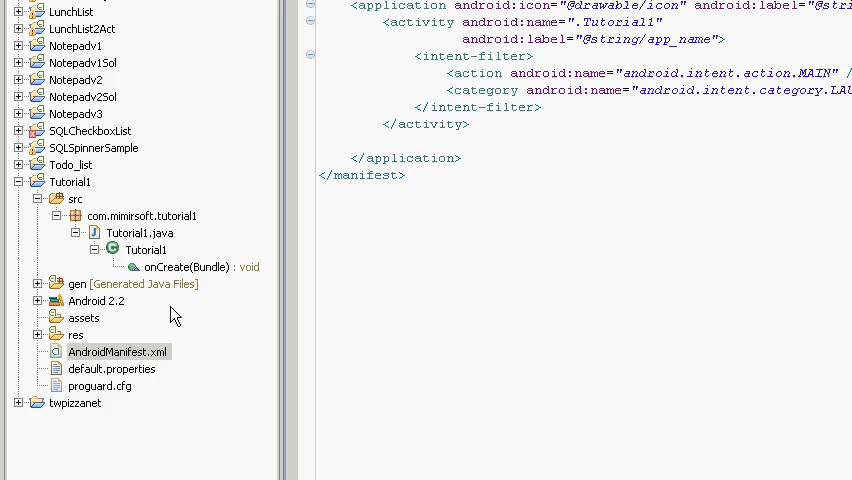 LunchList
LunchList2Act
Notepadv1
Notepadv1Sol
Notepadv2
Notepadv2Sol
Notepadv3
SQLCheckboxList
SQLSpinnerSample
Todo_list
Tutorial1
src
com.mimirsoft.tutorial1
Tutorial1.java
Tutorial1
onCreate(Bundle) : void
gen [Generated Java Files]
Android 2.2
assets
res
AndroidManifest.xml
default.properties
proguard.cfg
twpizzanet
<application android:icon="@drawable/icon" android:label="@stri
<activity android:name=".Tutorial1"
android:label="@string/app_name">
<intent-filter>
<action android:name="android.intent.action.MAIN" /
<category android:name="android.intent.category.LAU
</intent-filter>
</activity>
</application>
</manifest>